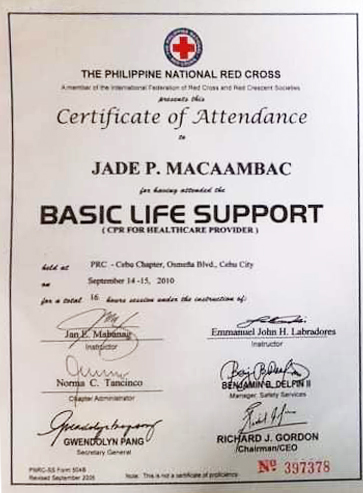 THE PHILIPPINE NATIONAL RED CROSS
A member of the International Federation of Red Cross and Red Crescent Societies
presents this
Certificate of Attendance
to
JADE P. MACAAMBAC
for having attended the
BASIC LIFE SUPPORT
( CPR FOR HEALTHCARE PROVIDER )
held at PRC - Cebu Chapter, Osmeña Blvd., Cebu City
on September 14 -15, 2010
for a total 16 hours session under the instruction of:
Jan E. Mabanag Emmanuel John H. Labradores
Instructor Instructor
Norma C. Tancinco BENJAMIN B. DELFIN II
Chapter Administrator Manager, Safety Services
GWENDOLYN PANG RICHARD J. GORDON
Secretary General /Chairman/CEO
Nº 397378
PNRC-SS Form 504B
Revised September 2008 Note: This is not a certificate of proficiency.